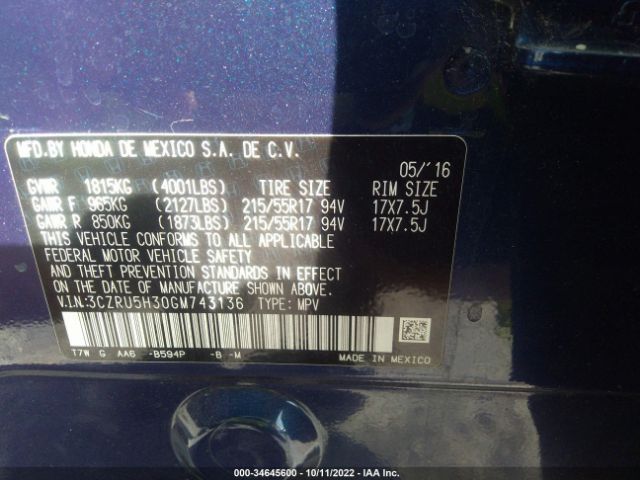 MFD.BY HONDA DE MEXICO S.A. DE C.V.
05/'16
GVWR 1815KG (4001LBS) TIRE SIZE RIM SIZE
GAWR F 965KG (2127LBS) 215/55R17 94V 17X7.5J
GAWR R 850KG (1873LBS) 215/55R17 94V 17X7.5J
THIS VEHICLE CONFORMS TO ALL APPLICABLE
FEDERAL MOTOR VEHICLE SAFETY
AND THEFT PREVENTION STANDARDS IN EFFECT
ON THE DATE OF MANUFACTURE SHOWN ABOVE.
V.I.N:3CZRU5H30GM743136 TYPE: MPV
T7W G AA6 -B594P -B -M MADE IN MEXICO
000-34645600 - 10/11/2022 - IAA Inc.